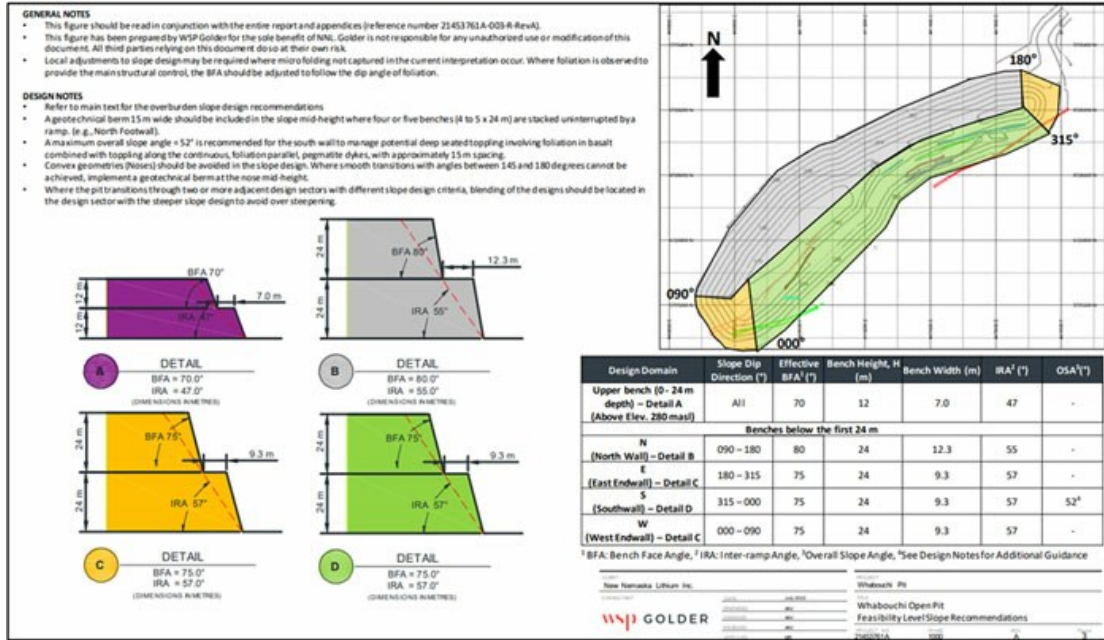 GENERAL NOTES
• This figure should be read in conjunction with the entire report and appendices (reference number 21453761A-003-R-RevA).
• This figure has been prepared by WSP Golder for the sole benefit of NNL. Golder is not responsible for any unauthorized use or modification of this
document. All third parties relying on this document do so at their own risk.
• Local adjustments to slope design may be required where micro folding not captured in the current interpretation occur. Where foliation is observed to
provide the main structural control, the BFA should be adjusted to follow the dip angle of foliation.
DESIGN NOTES
• Refer to main text for the overburden slope design recommendations
• A geotechnical berm 15 m wide should be included in the slope mid-height where four or five benches (4 to 5 x 24 m) are stacked uninterrupted by a
ramp. (e.g., North Footwall).
• A maximum overall slope angle = 52° is recommended for the south wall to manage potential deep seated toppling involving foliation in basalt
combined with toppling along the continuous, foliation parallel, pegmatite dykes, with approximately 15 m spacing.
• Convex geometries (Noses) should be avoided in the slope design. Where smooth transitions with angles between 145 and 180 degrees cannot be
achieved, implement a geotechnical berm at the nose mid-height.
• Where the pit transitions through two or more adjacent design sectors with different slope design criteria, blending of the designs should be located in
the design sector with the steeper slope design to avoid over steepening.
N
180°
315°
090°
000°
BFA 70°
12 m
12 m
7.0 m
IRA 47°
A
DETAIL
BFA = 70.0°
IRA = 47.0°
(DIMENSIONS IN METRES)
24 m
24 m
BFA 80°
12.3 m
IRA 55°
B
DETAIL
BFA = 80.0°
IRA = 55.0°
(DIMENSIONS IN METRES)
24 m
24 m
BFA 75°
9.3 m
IRA 57°
C
DETAIL
BFA = 75.0°
IRA = 57.0°
(DIMENSIONS IN METRES)
24 m
24 m
BFA 75°
9.3 m
IRA 57°
D
DETAIL
BFA = 75.0°
IRA = 57.0°
(DIMENSIONS IN METRES)
Design Domain Slope Dip Direction (°) Effective BFA¹ (°) Bench Height, H (m) Bench Width (m) IRA² (°) OSA³(°)
Upper bench (0 - 24 m depth) – Detail A (Above Elev. 280 masl) All 70 12 7.0 47 -
Benches below the first 24 m
N (North Wall) – Detail B 090 – 180 80 24 12.3 55 -
E (East Endwall) – Detail C 180 – 315 75 24 9.3 57 -
S (Southwall) – Detail D 315 – 000 75 24 9.3 57 52⁴
W (West Endwall) – Detail C 000 – 090 75 24 9.3 57 -
¹ BFA: Bench Face Angle, ² IRA: Inter-ramp Angle, ³Overall Slope Angle, ⁴See Design Notes for Additional Guidance
New Nemaska Lithium Inc.
Whabouchi Pit
WSP GOLDER
Whabouchi Open Pit
Feasibility Level Slope Recommendations
21453761A
1000
A
3